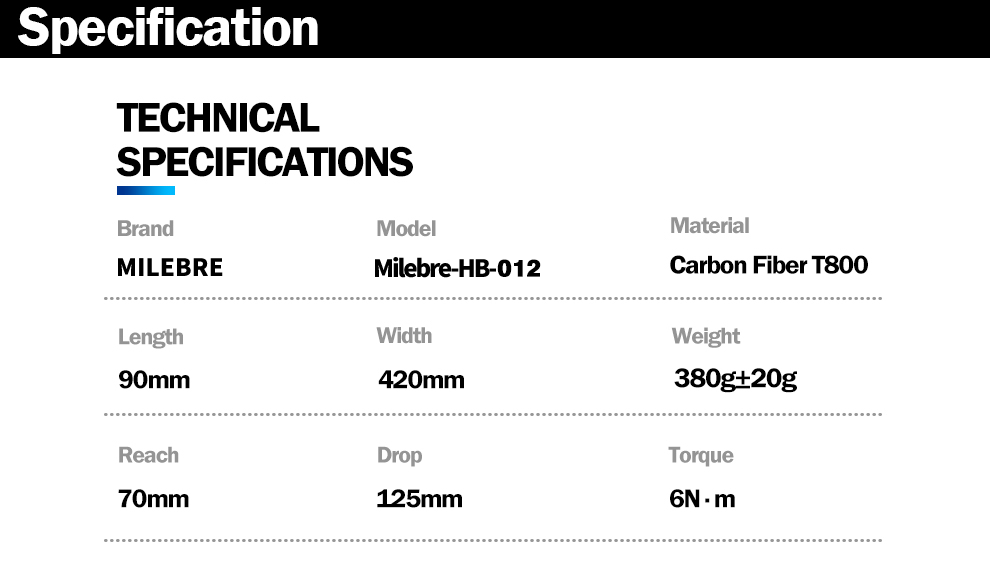 Specification
TECHNICAL
SPECIFICATIONS
Brand Model Material
MILEBRE Milebre-HB-012 Carbon Fiber T800
Length Width Weight
90mm 420mm 380g±20g
Reach Drop Torque
70mm 125mm 6N·m